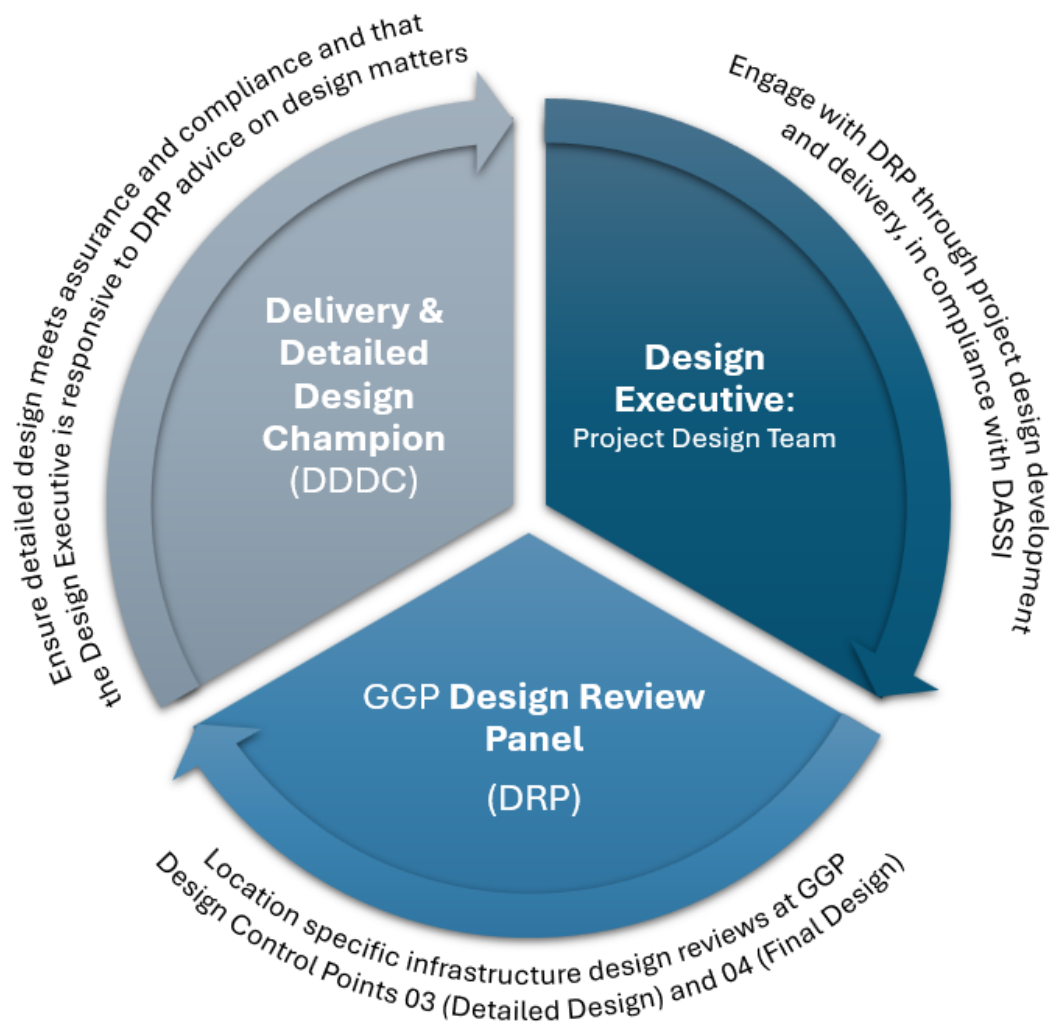 Ensure detailed design meets assurance and compliance and that
the Design Executive is responsive to DRP advice on design matters
Engage with DRP through project design development
and delivery, in compliance with DASSI
Delivery &
Detailed
Design
Champion
(DDDC)
Design
Executive:
Project Design Team
GGP Design Review
Panel
(DRP)
Location specific infrastructure design reviews at GGP
Design Control Points 03 (Detailed Design) and 04 (Final Design)